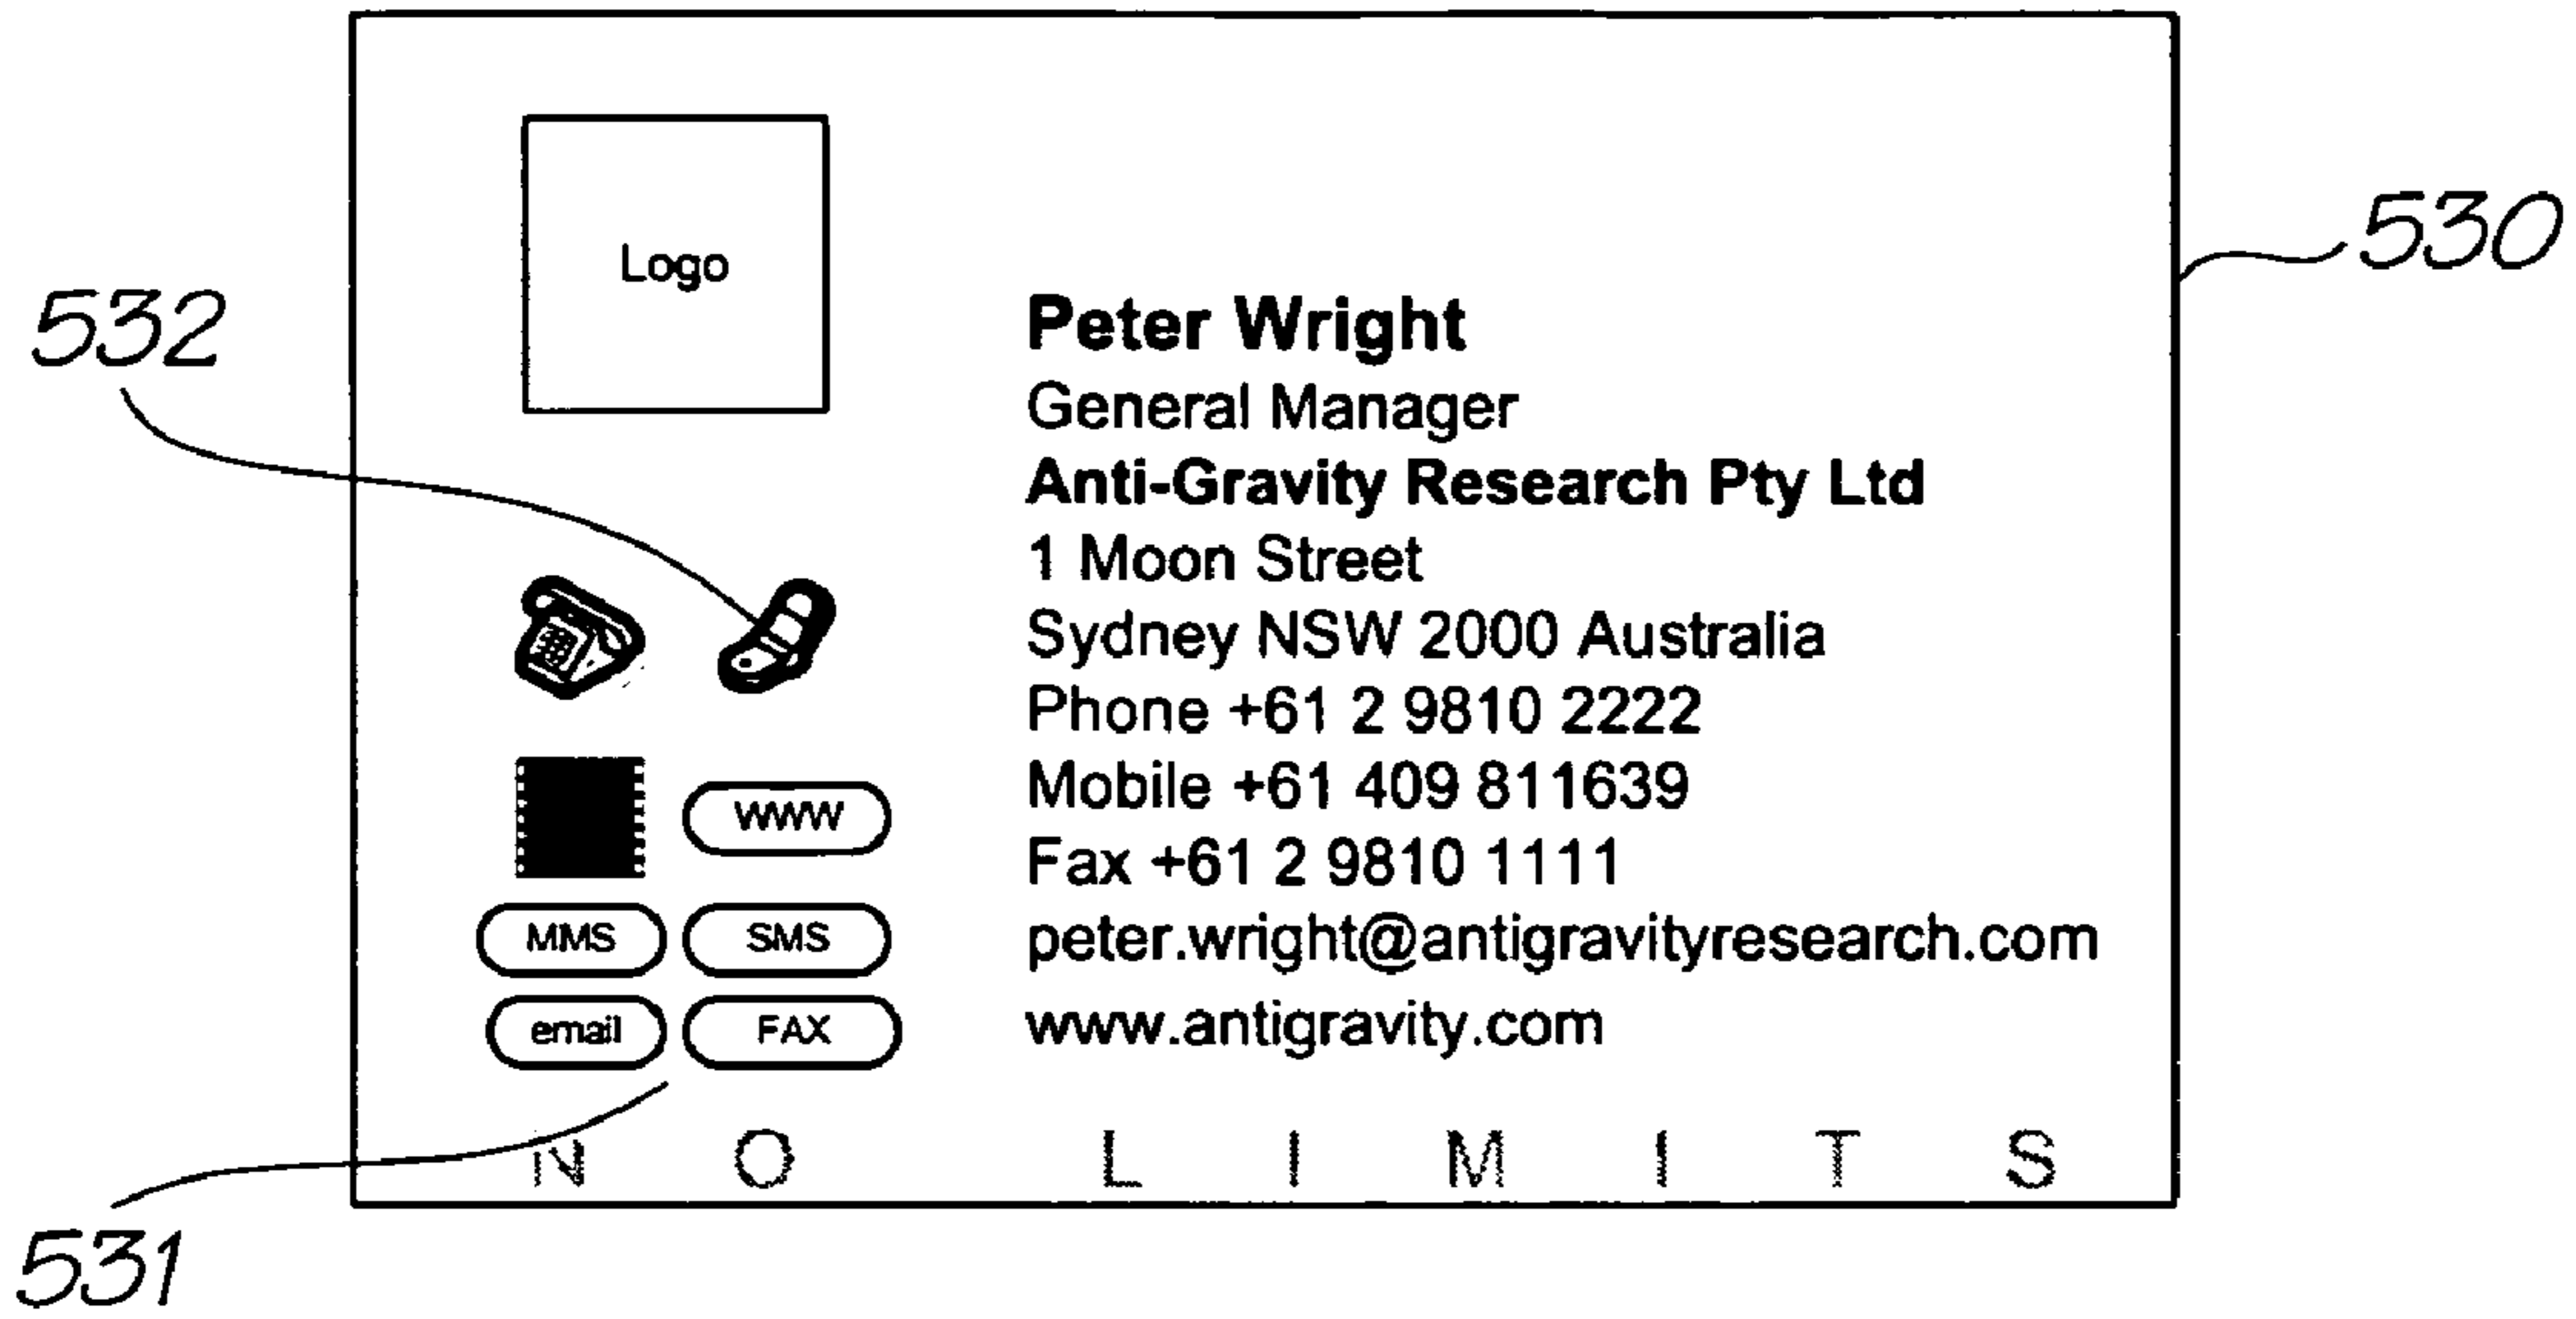 Logo
530
532
Peter Wright
General Manager
Anti-Gravity Research Pty Ltd
1 Moon Street
Sydney NSW 2000 Australia
Phone +61 2 9810 2222
Mobile +61 409 811639
Fax +61 2 9810 1111
peter.wright@antigravityresearch.com
www.antigravity.com
WWW
MMS SMS
email FAX
NO LIMITS
531